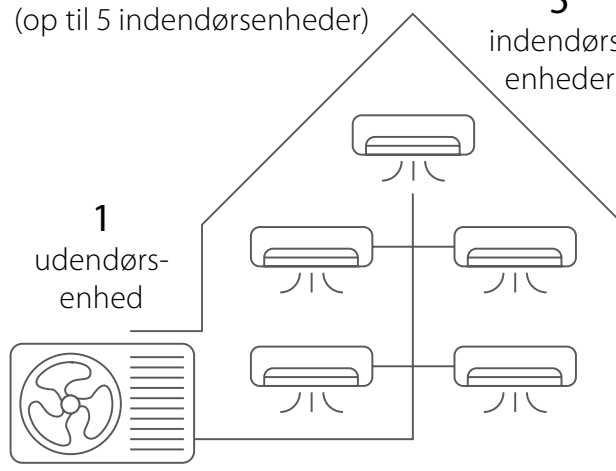 (op til 5 indendørsenheder)
5
indendørs
enheder
1
udendørs-
enhed